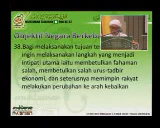 Objektif Negara Berkebajikan
38.Bagi melaksanakan tujuan te
ingin melaksanakan langkah yang menjadi
intipati utama iaitu membetulkan fahaman
salah, membetulkan salah urus-tadbir
ekonomi, dan seterusnya memimpin rakyat
melakukan perubahan ke arah kebaikan